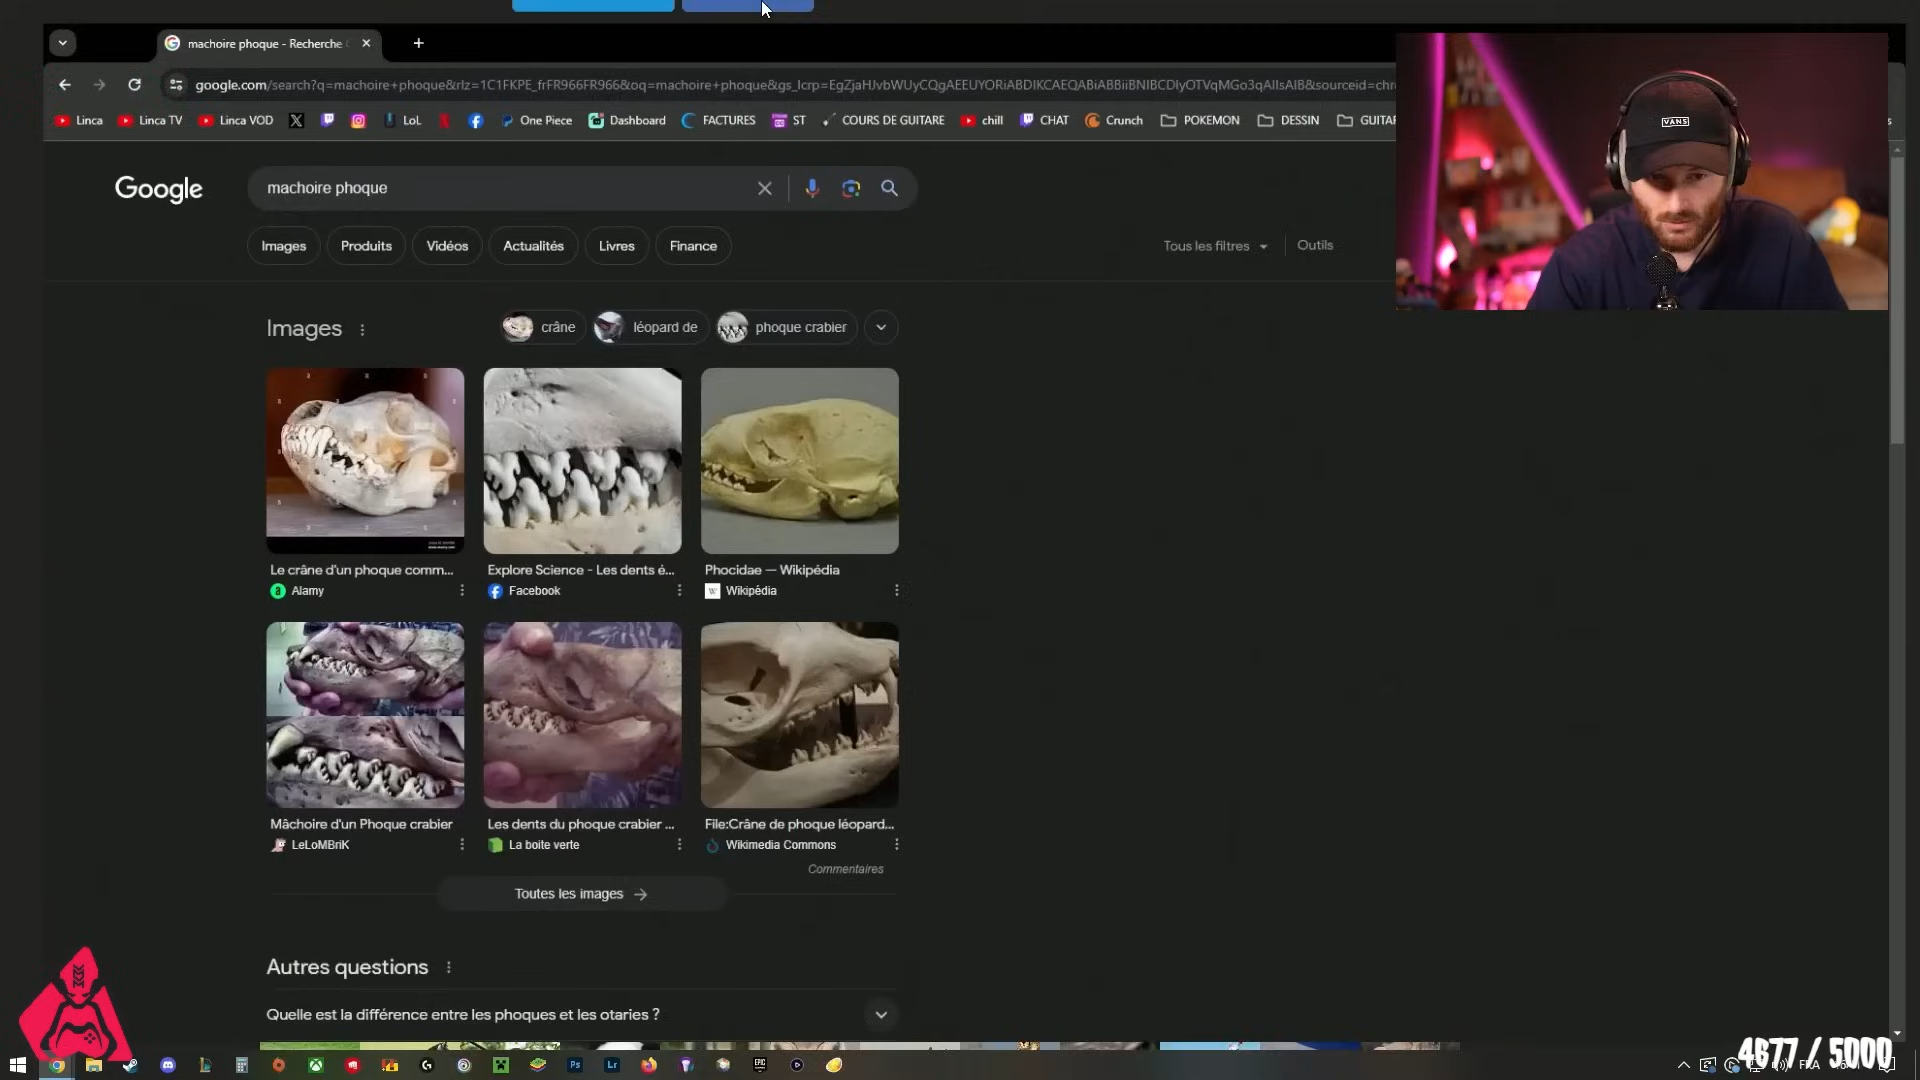 machoire phoque - Recherche
google.com/search?q=machoire+phoque&rlz=1C1FKPE_frFR966FR966&oq=machoire+phoque&gs_lcrp=EgZjaHJvbWUyCQgAEEUYORiABDIKCAEQABiABBiiBNIBCDIyOTVqMGo3qAIIsAIB&sourceid=chr
Linca Linca TV Linca VOD LoL One Piece Dashboard FACTURES ST COURS DE GUITARE chill CHAT Crunch POKEMON DESSIN GUITAR
VANS
Google machoire phoque
Images Produits Vidéos Actualités Livres Finance Tous les filtres Outils
Images crâne léopard de phoque crabier
Le crâne d'un phoque comm... Explore Science - Les dents é... Phocidae — Wikipédia
Alamy Facebook Wikipédia
Mâchoire d'un Phoque crabier Les dents du phoque crabier ... File:Crâne de phoque léopard...
LeLoMBriK La boite verte Wikimedia Commons
Commentaires
Toutes les images
Autres questions
Quelle est la différence entre les phoques et les otaries ?
4677 / 5000
FRA